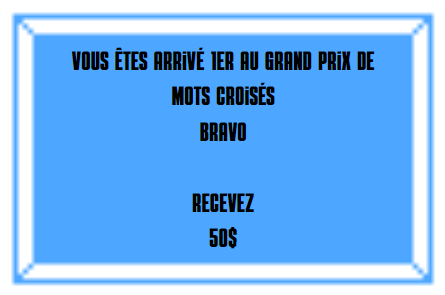 VOUS ÊTES ARRiVÉ 1ER AU GRAND PRiX DE
MOTS CROiSÉS
BRAVO
RECEVEZ
50$